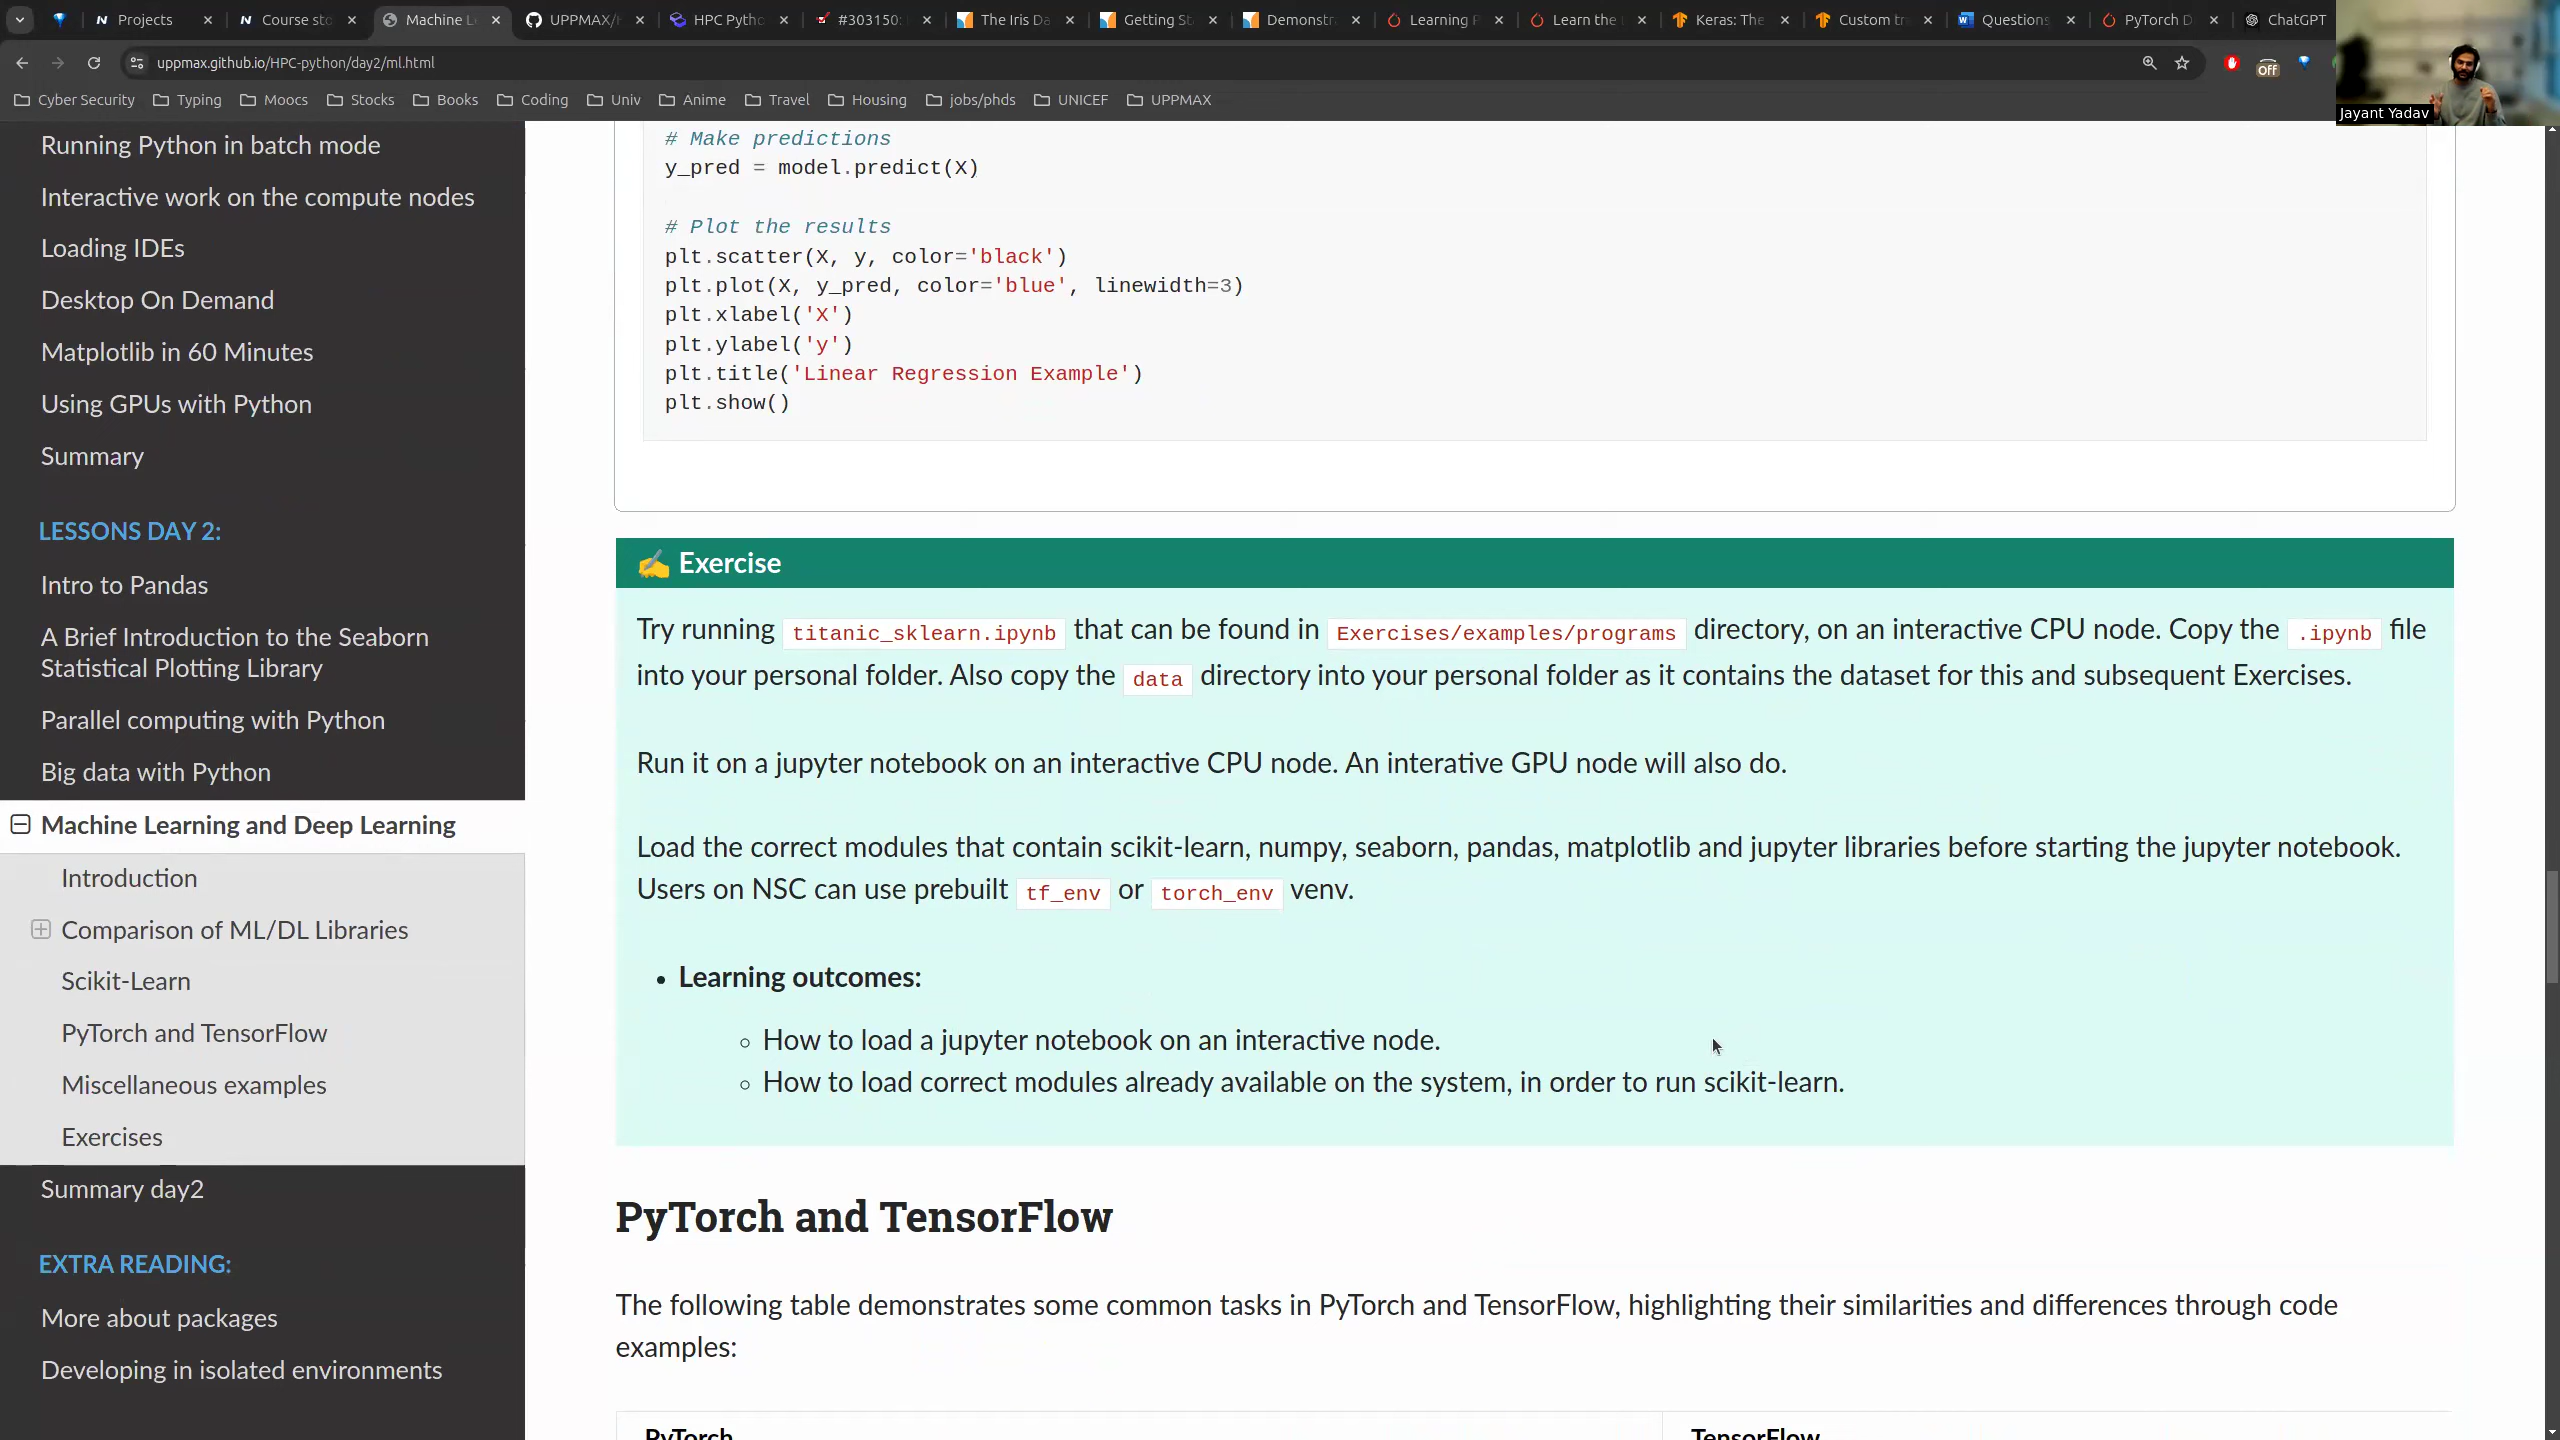 Projects
Course sto
Machine L
UPPMAX/
HPC Pytho
#303150:
The Iris Da
Getting St
Demonstr
Learning P
Learn the
Keras: The
Custom tr
Questions
PyTorch D
ChatGPT
uppmax.github.io/HPC-python/day2/ml.html
Off
Cyber Security
Typing
Moocs
Stocks
Books
Coding
Univ
Anime
Travel
Housing
jobs/phds
UNICEF
UPPMAX
Jayant Yadav
Running Python in batch mode
Interactive work on the compute nodes
Loading IDEs
Desktop On Demand
Matplotlib in 60 Minutes
Using GPUs with Python
Summary
LESSONS DAY 2:
Intro to Pandas
A Brief Introduction to the Seaborn
Statistical Plotting Library
Parallel computing with Python
Big data with Python
Machine Learning and Deep Learning
Introduction
Comparison of ML/DL Libraries
Scikit-Learn
PyTorch and TensorFlow
Miscellaneous examples
Exercises
Summary day2
EXTRA READING:
More about packages
Developing in isolated environments
# Make predictions
y_pred = model.predict(X)
# Plot the results
plt.scatter(X, y, color='black')
plt.plot(X, y_pred, color='blue', linewidth=3)
plt.xlabel('X')
plt.ylabel('y')
plt.title('Linear Regression Example')
plt.show()
✍ Exercise
Try running titanic_sklearn.ipynb that can be found in Exercises/examples/programs directory, on an interactive CPU node. Copy the .ipynb file
into your personal folder. Also copy the data directory into your personal folder as it contains the dataset for this and subsequent Exercises.
Run it on a jupyter notebook on an interactive CPU node. An interative GPU node will also do.
Load the correct modules that contain scikit-learn, numpy, seaborn, pandas, matplotlib and jupyter libraries before starting the jupyter notebook.
Users on NSC can use prebuilt tf_env or torch_env venv.
• Learning outcomes:
◦ How to load a jupyter notebook on an interactive node.
◦ How to load correct modules already available on the system, in order to run scikit-learn.
PyTorch and TensorFlow
The following table demonstrates some common tasks in PyTorch and TensorFlow, highlighting their similarities and differences through code
examples:
PyTorch
TensorFlow